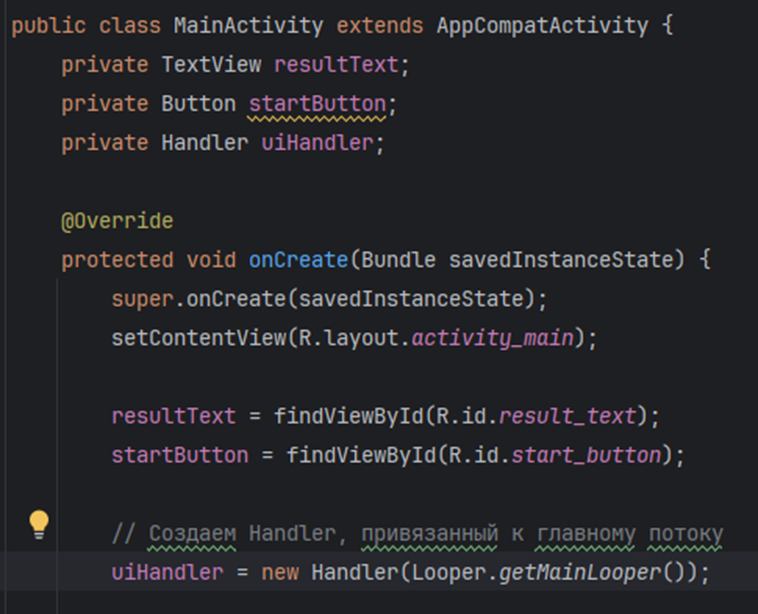 public class MainActivity extends AppCompatActivity {
private TextView resultText;
private Button startButton;
private Handler uiHandler;
@Override
protected void onCreate(Bundle savedInstanceState) {
super.onCreate(savedInstanceState);
setContentView(R.layout.activity_main);
resultText = findViewById(R.id.result_text);
startButton = findViewById(R.id.start_button);
// Создаем Handler, привязанный к главному потоку
uiHandler = new Handler(Looper.getMainLooper());